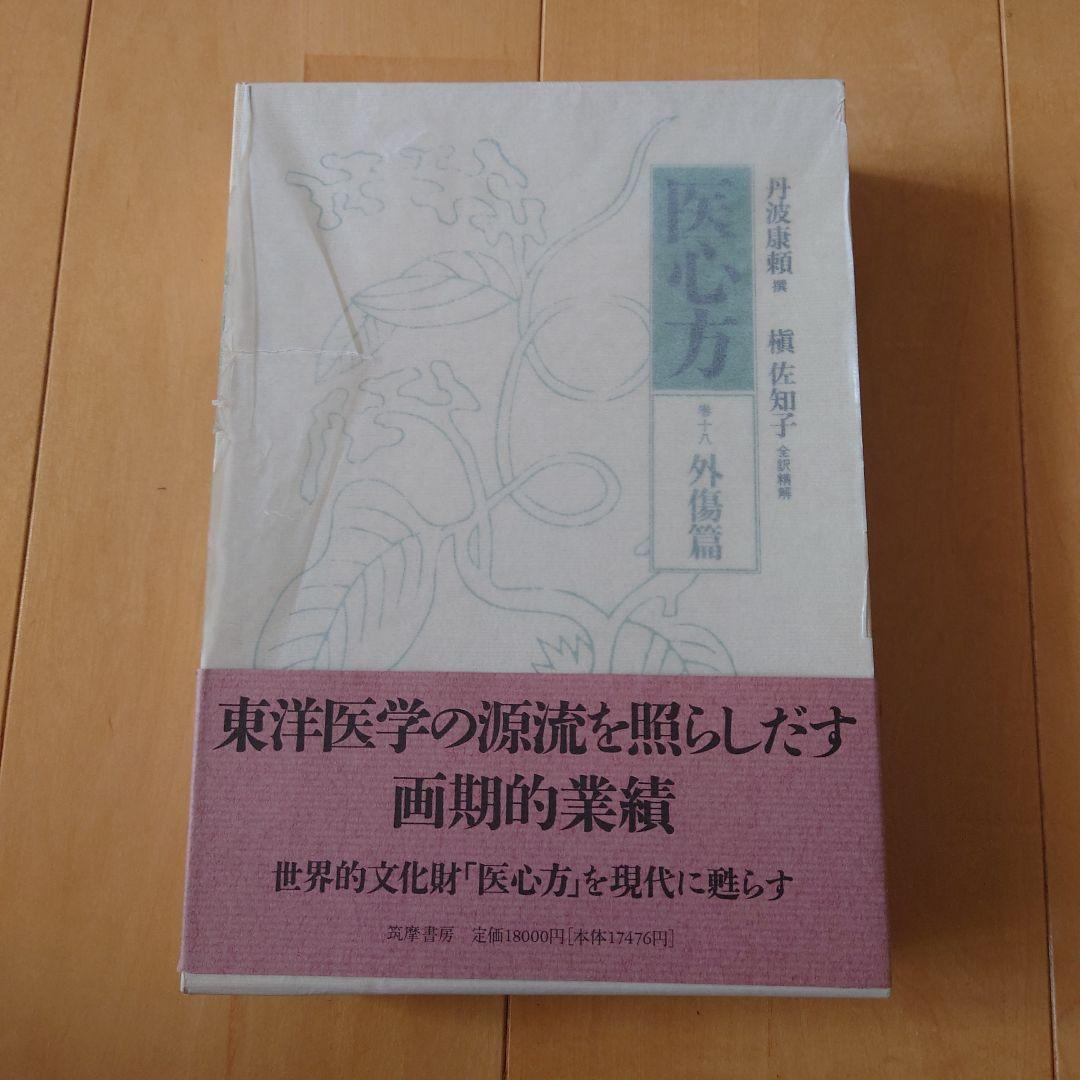 丹波康頼 撰
槇 佐知子 全訳精解
医心方
巻十八 外傷篇
東洋医学の源流を照らしだす
画期的業績
世界的文化財「医心方」を現代に甦らす
筑摩書房 定価18000円[本体17476円]